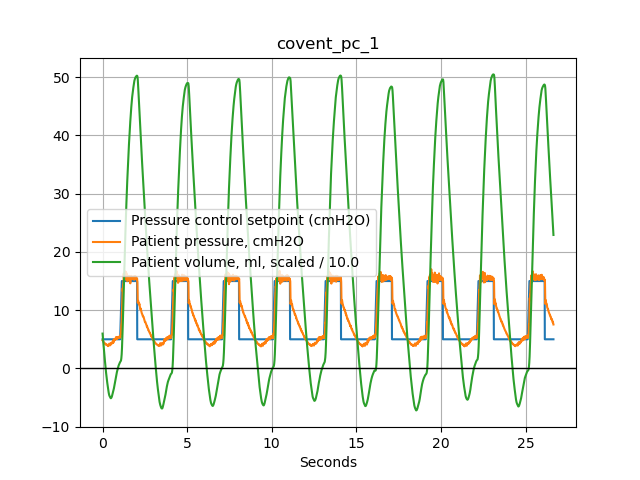 covent_pc_1
50
40
30
20
10
0
−10
Pressure control setpoint (cmH2O)
Patient pressure, cmH2O
Patient volume, ml, scaled / 10.0
0 5 10 15 20 25
Seconds